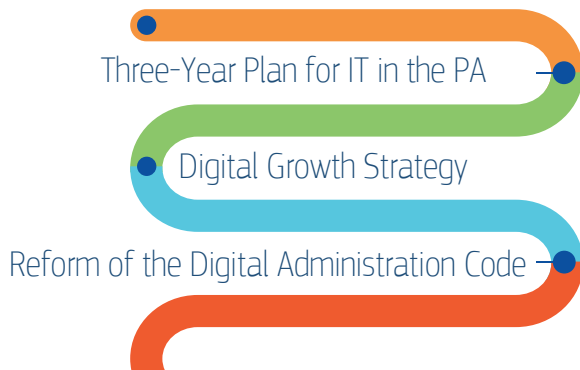 Three-Year Plan for IT in the PA
Digital Growth Strategy
Reform of the Digital Administration Code